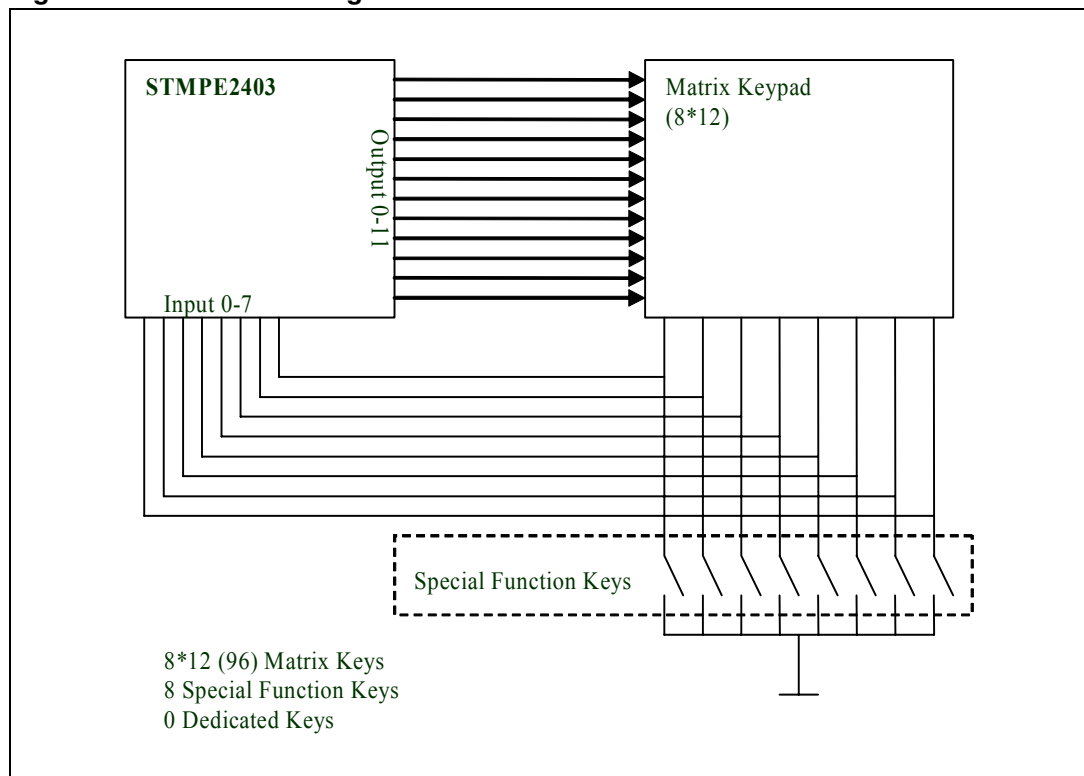 STMPE2403
Matrix Keypad
(8*12)
Output 0-11
Input 0-7
Special Function Keys
8*12 (96) Matrix Keys
8 Special Function Keys
0 Dedicated Keys